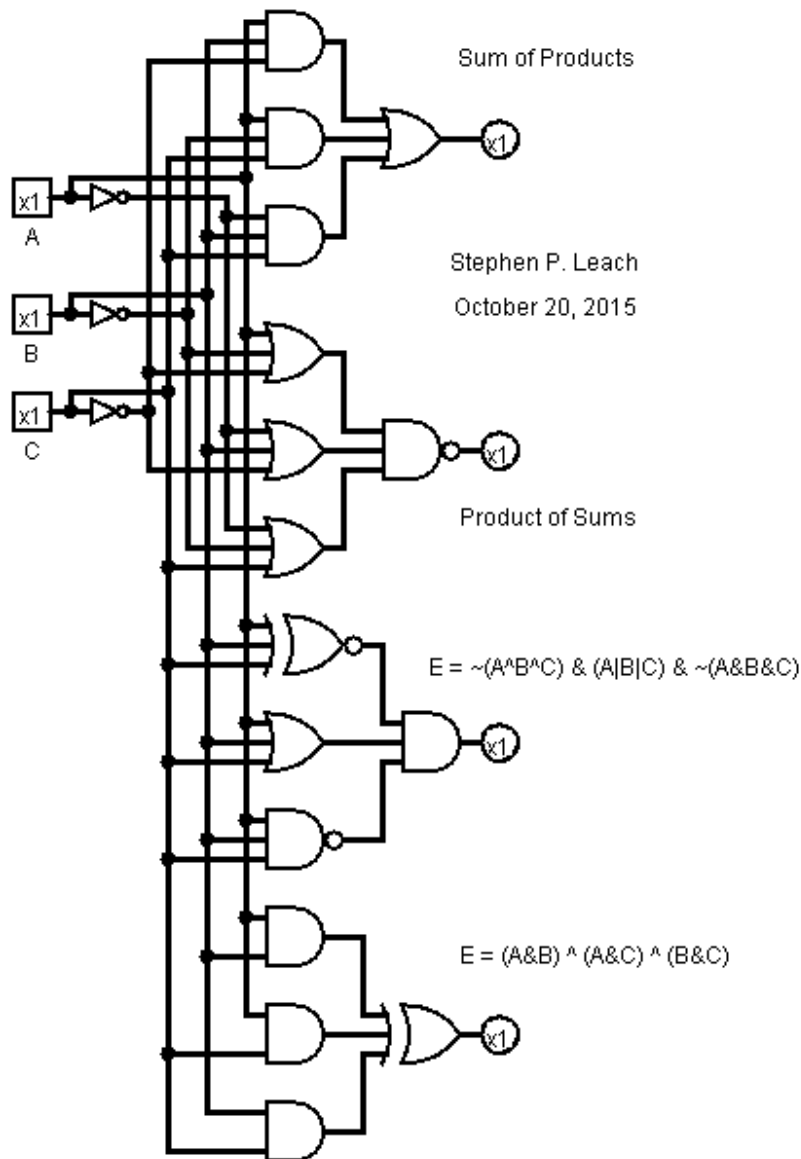 Sum of Products
x1
x1
A
Stephen P. Leach
October 20, 2015
x1
B
x1
C
x1
Product of Sums
E = ~(A^B^C) & (A|B|C) & ~(A&B&C)
x1
E = (A&B) ^ (A&C) ^ (B&C)
x1